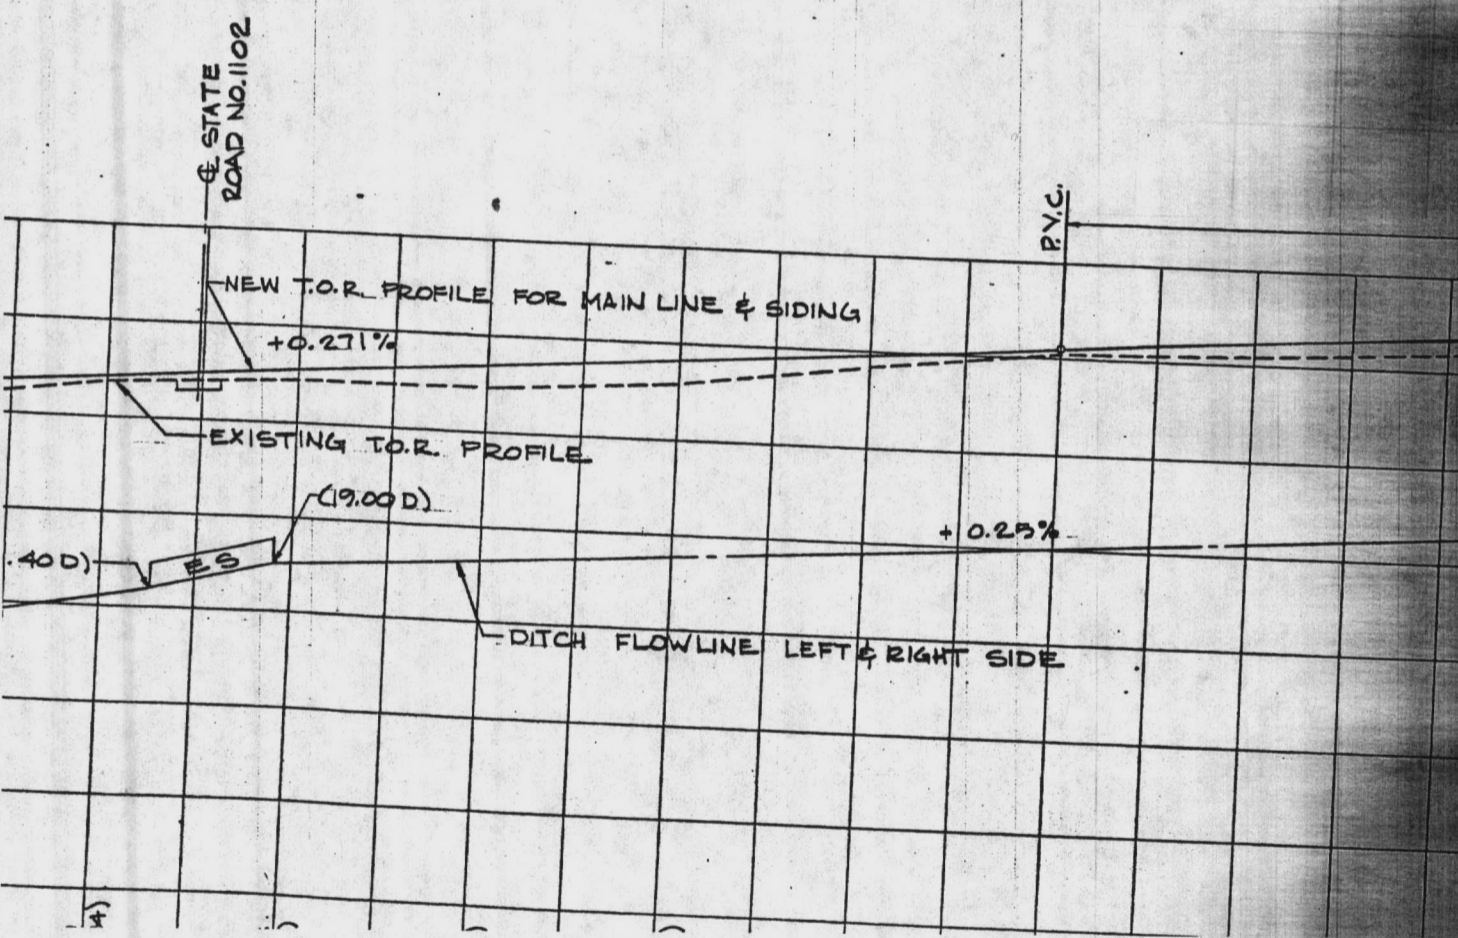 ℄ STATE
ROAD NO. 1102
P.V.C.
NEW T.O.R. PROFILE FOR MAIN LINE & SIDING
+0.271%
EXISTING T.O.R. PROFILE
(19.00 D)
.40 D)
ES
+0.25%
DITCH FLOWLINE LEFT & RIGHT SIDE